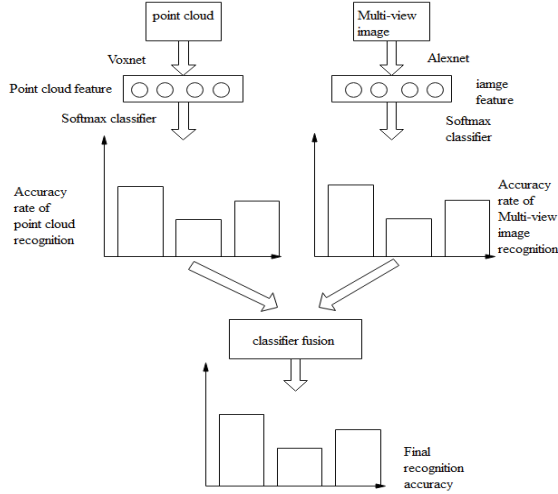 point cloud
Multi-view
image
Voxnet
Alexnet
Point cloud feature
iamge
feature
Softmax classifier
Softmax
classifier
Accuracy
rate of
point cloud
recognition
Accuracy
rate of
Multi-view
image
recognition
classifier fusion
Final
recognition
accuracy